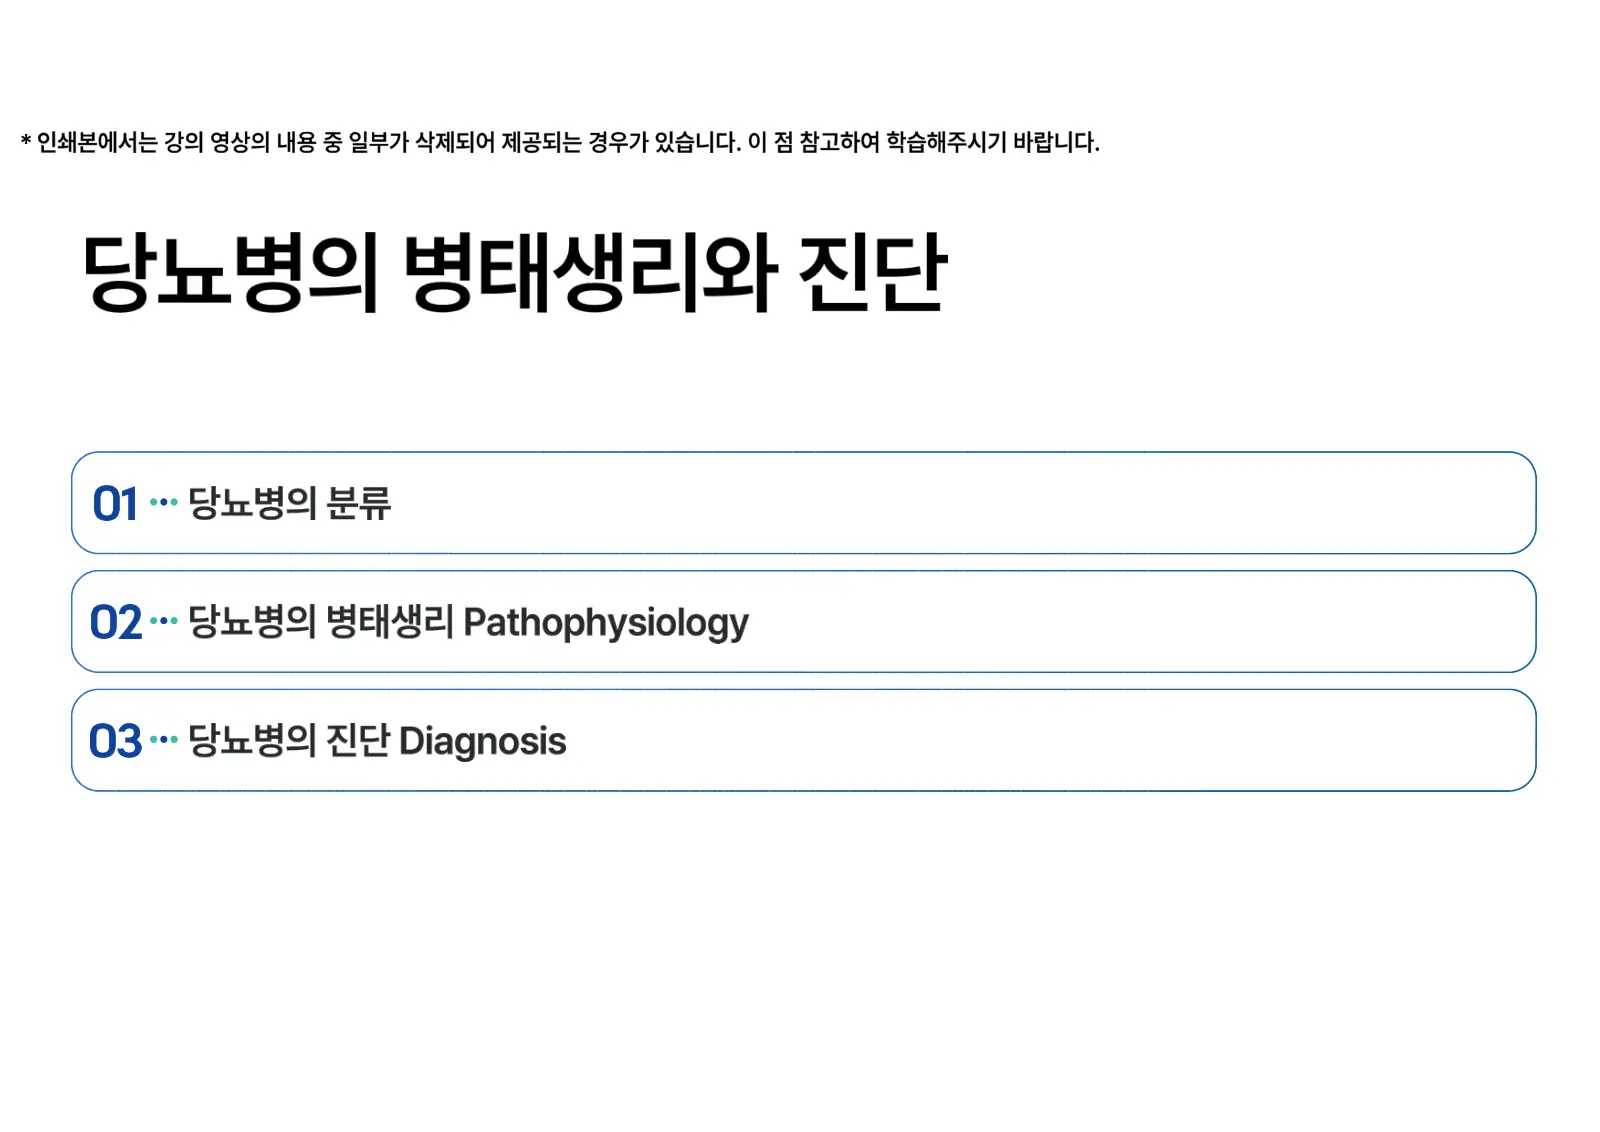 * 인쇄본에서는 강의 영상의 내용 중 일부가 삭제되어 제공되는 경우가 있습니다. 이 점 참고하여 학습해주시기 바랍니다.
당뇨병의 병태생리와 진단
01 ··· 당뇨병의 분류
02 ··· 당뇨병의 병태생리 Pathophysiology
03 ··· 당뇨병의 진단 Diagnosis